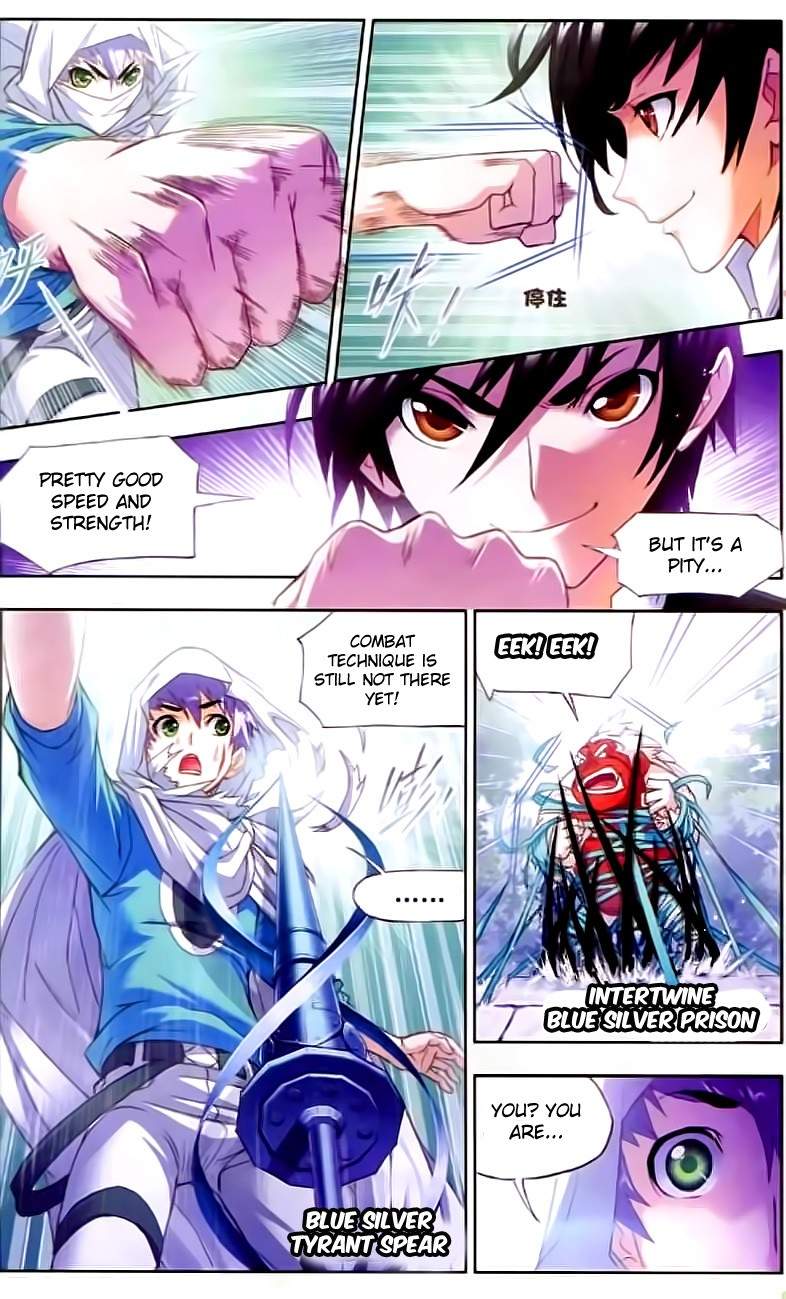 停住
PRETTY GOOD
SPEED AND
STRENGTH!
BUT IT'S A
PITY...
COMBAT
TECHNIQUE IS
STILL NOT THERE
YET!
......
BLUE SILVER
TYRANT SPEAR
EEK! EEK!
INTERTWINE
BLUE SILVER PRISON
YOU? YOU
ARE...